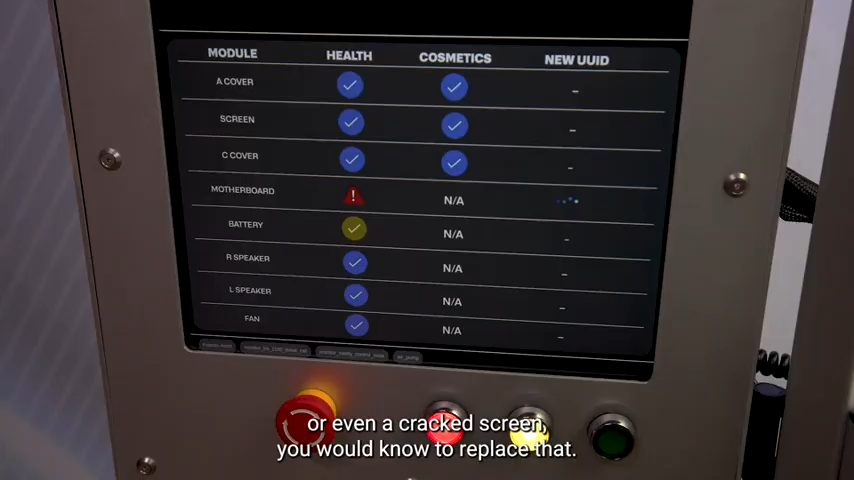 MODULE HEALTH COSMETICS NEW UUID
A COVER -
SCREEN -
C COVER -
MOTHERBOARD ! N/A
BATTERY N/A -
R SPEAKER N/A -
L SPEAKER N/A -
FAN N/A -
or even a cracked screen,
you would know to replace that.